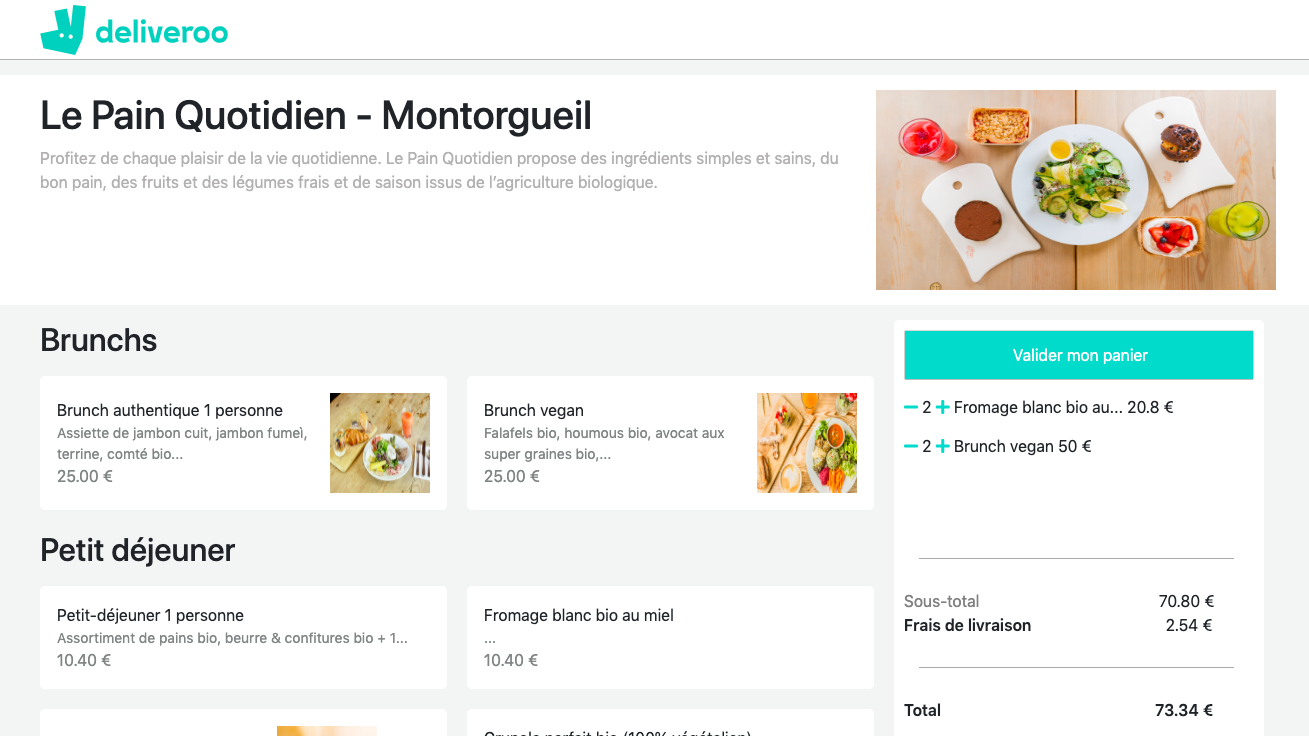 deliveroo
Le Pain Quotidien - Montorgueil
Profitez de chaque plaisir de la vie quotidienne. Le Pain Quotidien propose des ingrédients simples et sains, du
bon pain, des fruits et des légumes frais et de saison issus de l’agriculture biologique.
Brunchs
Brunch authentique 1 personne
Assiette de jambon cuit, jambon fumeì,
terrine, comté bio...
25.00 €
Brunch vegan
Falafels bio, houmous bio, avocat aux
super graines bio,...
25.00 €
Petit déjeuner
Petit-déjeuner 1 personne
Assortiment de pains bio, beurre & confitures bio + 1...
10.40 €
Fromage blanc bio au miel
...
10.40 €
Granola parfait bio (100% végétalien)
Valider mon panier
2 Fromage blanc bio au... 20.8 €
2 Brunch vegan 50 €
Sous-total 70.80 €
Frais de livraison 2.54 €
Total 73.34 €